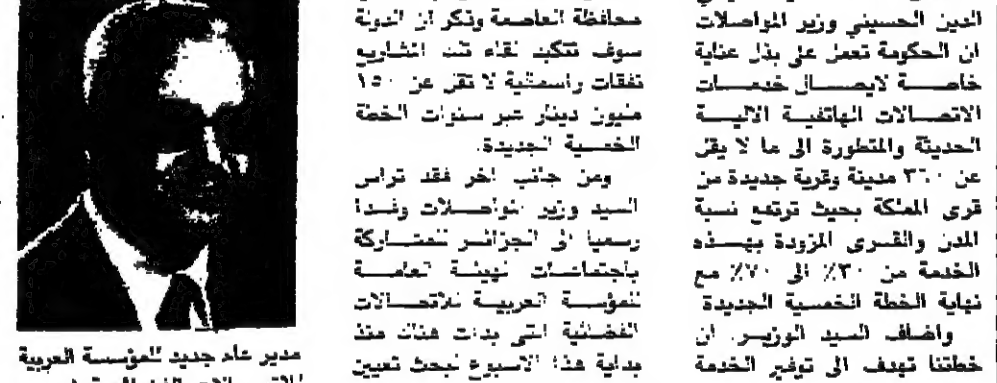 الدين الحسيني وزير المواصلات
ان الحكومة تعمل على بذل عناية
خاصة لايصال خدمات
الاتصالات الهاتفية الالية
الحديثة والمتطورة الى ما لا يقل
عن ٣٦٠ مدينة وقرية جديدة من
قرى المملكة بحيث ترتفع نسبة
المدن والقرى المزودة بهذه
الخدمة من ٣٠٪ الى ٧٠٪ مع
نهاية الخطة الخمسية الجديدة
واضاف السيد الوزير ان
خطتنا تهدف الى توفير الخدمة
محافظة العاصمة وذكر ان الدولة
سوف تتكبد لقاء تلك المشاريع
نفقات راسمالية لا تقل عن ١٥٠
مليون دينار عبر سنوات الخطة
الخمسية الجديدة.
ومن جانب اخر فقد تراس
السيد وزير المواصلات وفدا
رسميا الى الجزائر للمشاركة
باجتماعات الهيئة العامة
للمؤسسة العربية للاتصالات
الفضائية التي بدات هناك منذ
بداية هذا الاسبوع لبحث تعيين
مدير عام جديد للمؤسسة العربية